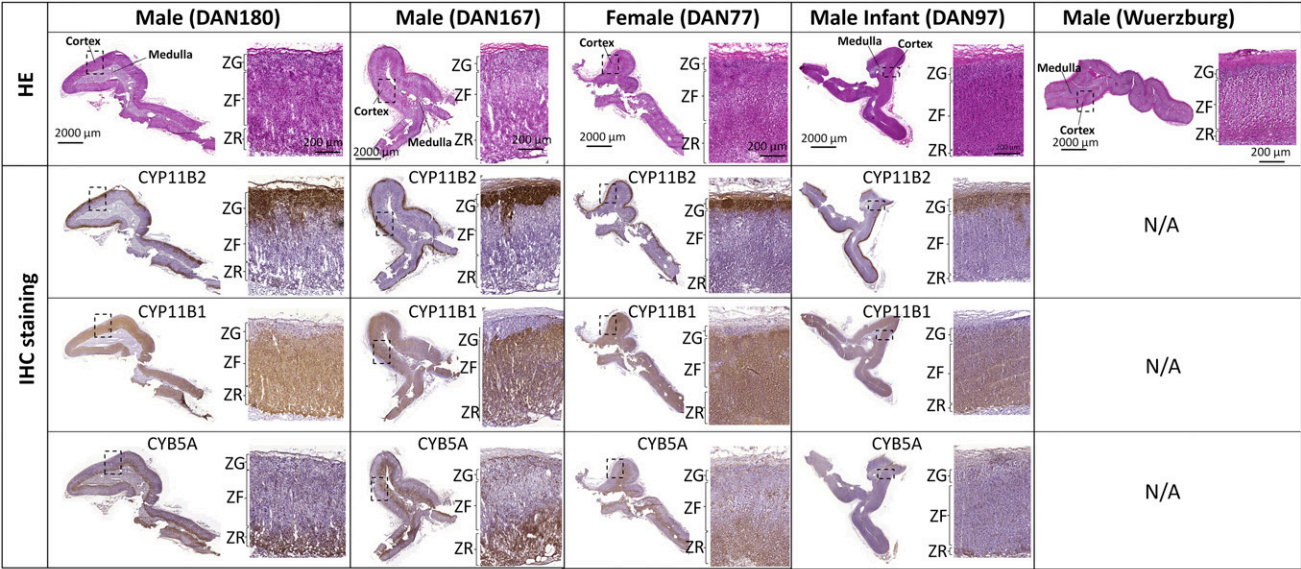 Male (DAN180) Male (DAN167) Female (DAN77) Male Infant (DAN97) Male (Wuerzburg)
HE
Cortex
Medulla
2000 µm
ZG
ZF
ZR
200 µm
Cortex
Medulla
2000 µm
ZG
ZF
ZR
200 µm
Cortex
2000 µm
ZG
ZF
ZR
200 µm
Medulla
Cortex
2000 µm
ZG
ZF
ZR
200 µm
Medulla
Cortex
2000 µm
ZG
ZF
ZR
200 µm
IHC staining
CYP11B2
ZG
ZF
ZR
CYP11B2
ZG
ZF
ZR
CYP11B2
ZG
ZF
ZR
CYP11B2
ZG
ZF
ZR
N/A
CYP11B1
ZG
ZF
ZR
CYP11B1
ZG
ZF
ZR
CYP11B1
ZG
ZF
ZR
CYP11B1
ZG
ZF
ZR
N/A
CYB5A
ZG
ZF
ZR
CYB5A
ZG
ZF
ZR
CYB5A
ZG
ZF
ZR
CYB5A
ZG
ZF
ZR
N/A